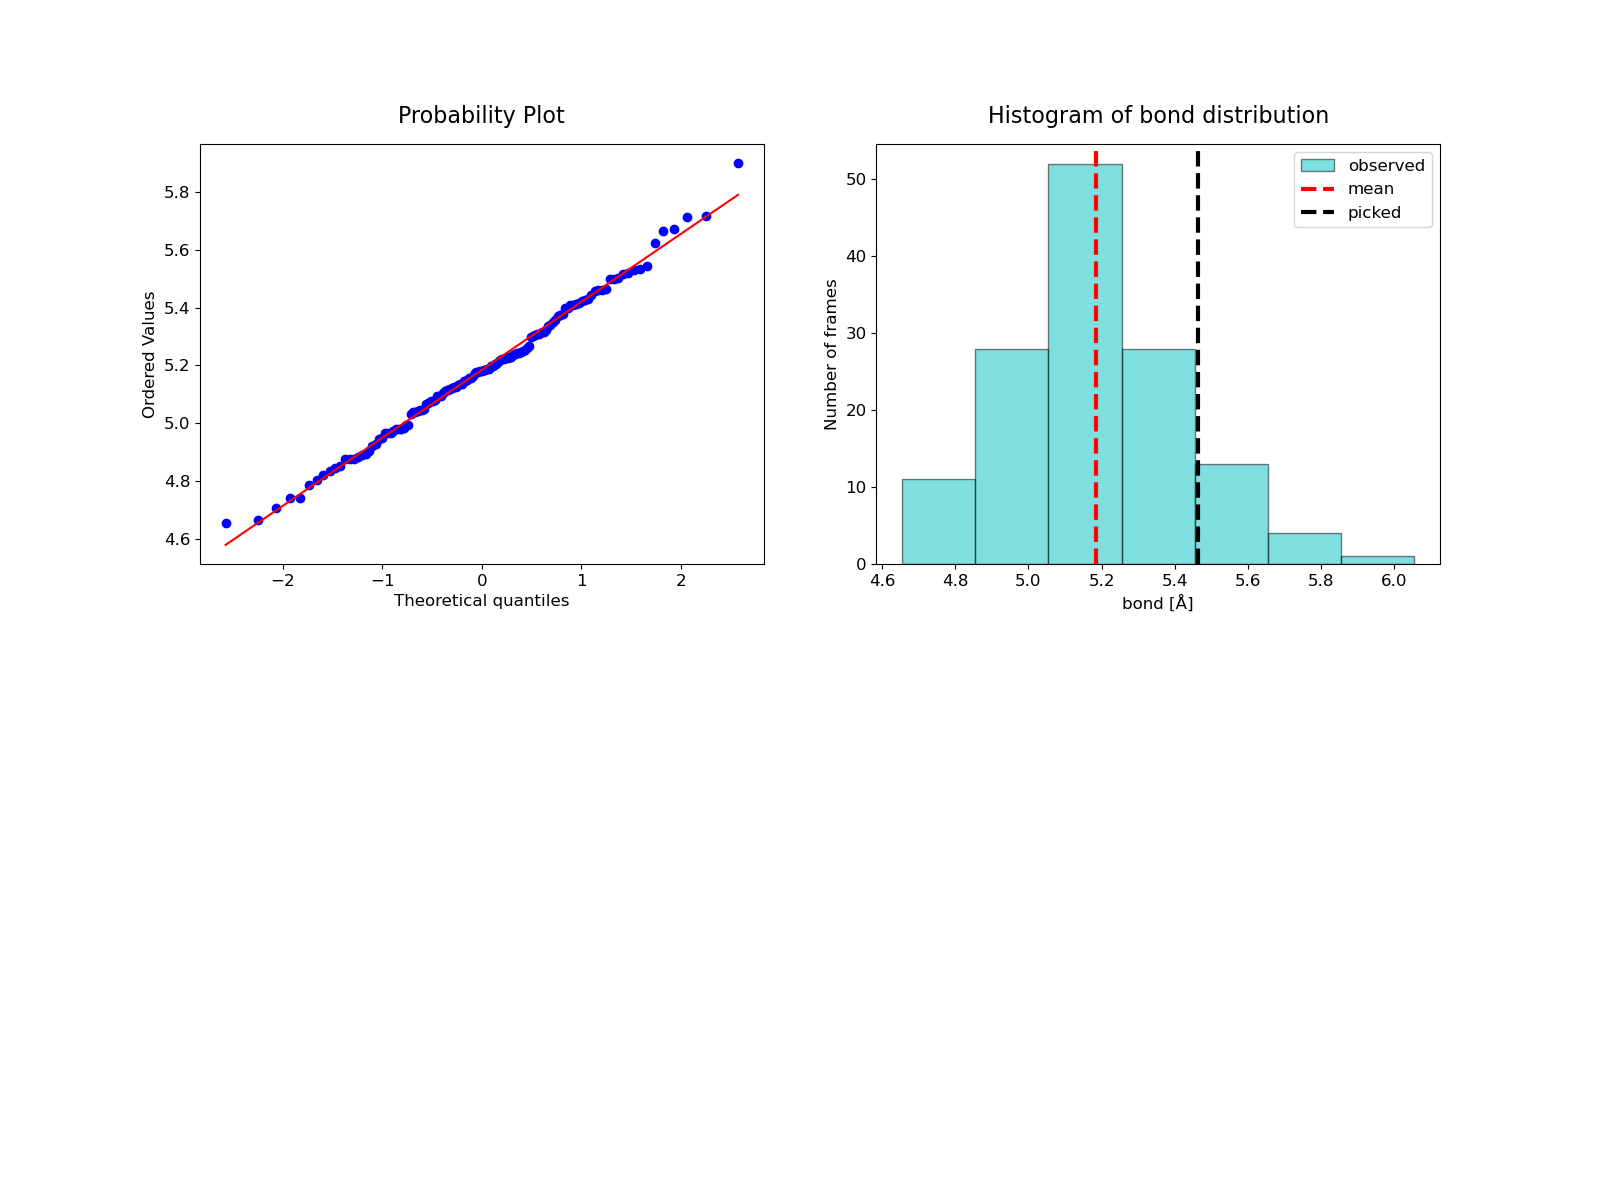 Probability Plot
Ordered Values
5.8
5.6
5.4
5.2
5.0
4.8
4.6
−2
−1
0
1
2
Theoretical quantiles
Histogram of bond distribution
Number of frames
50
40
30
20
10
0
observed
mean
picked
4.6
4.8
5.0
5.2
5.4
5.6
5.8
6.0
bond [Å]